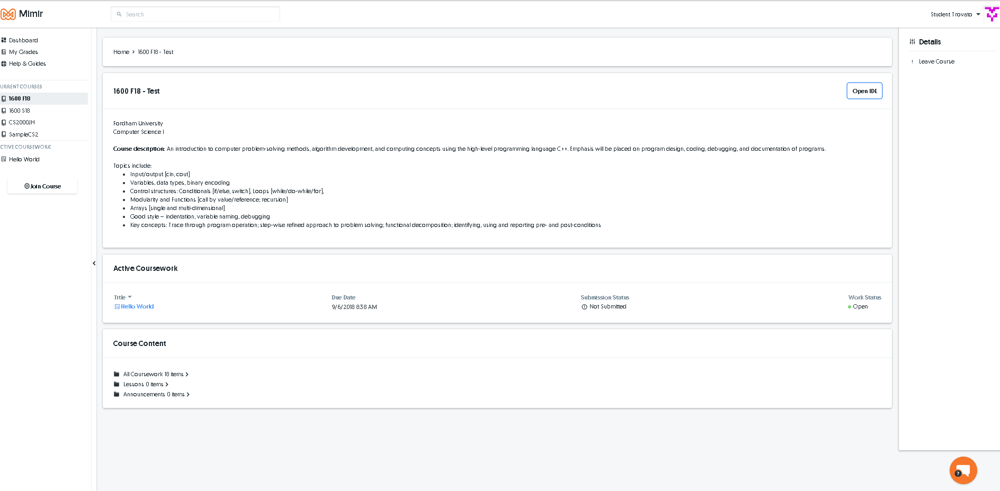 Mimir
Search
Student Trovato
Dashboard
My Grades
Help & Guides
URRENT COURSES
1600 F18
1600 S18
CS2000JH
SampleCS2
CTIVE COURSEWORK
Hello World
Join Course
Home > 1600 F18 - Test
1600 F18 - Test
Open IDE
Fordham University
Computer Science I
Course description: An introduction to computer problem-solving methods, algorithm development, and computing concepts using the high-level programming language C++. Emphasis will be placed on program design, coding, debugging, and documentation of programs.
Topics include:
• Input/output [cin, cout]
• Variables, data types, binary encoding
• Control structures: Conditionals [if/else, switch], Loops [while/do-while/for],
• Modularity and Functions [call by value/reference; recursion]
• Arrays [single and multi-dimensional]
• Good style – indentation, variable naming, debugging
• Key concepts: Trace through program operation; step-wise refined approach to problem solving; functional decomposition; identifying, using and reporting pre- and post-conditions
Active Coursework
Title Due Date Submission Status Work Status
Hello World 9/6/2018 8:38 AM Not Submitted Open
Course Content
All Coursework 18 items >
Lessons 0 items >
Announcements 0 items >
Details
! Leave Course
?